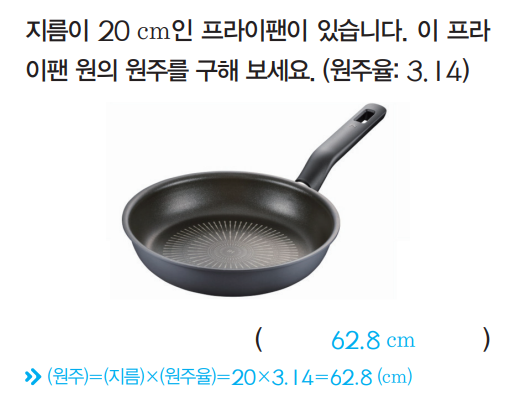 지름이 20 cm인 프라이팬이 있습니다. 이 프라
이팬 원의 원주를 구해 보세요. (원주율: 3.14)
( 62.8 cm )
» (원주)=(지름)×(원주율)=20×3.14=62.8 (cm)